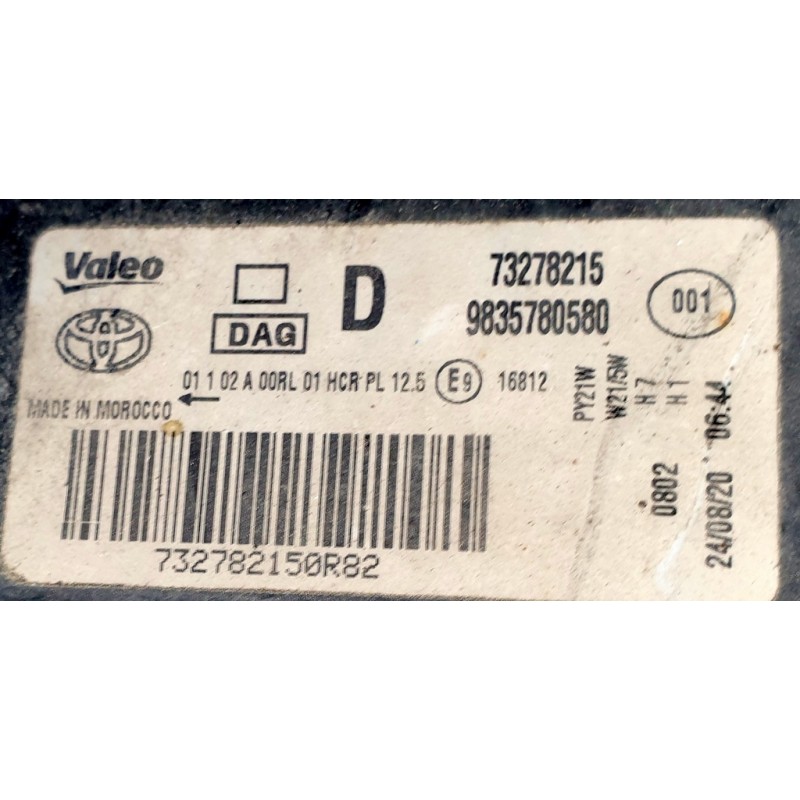 Valeo
DAG
D
73278215
9835780580
001
01 1 02 A 00RL 01 HCR PL 12.5
E9
16812
MADE IN MOROCCO
732782150R82
PY21W
W21/5W
H7
H1
0802
24/08/20 06:44